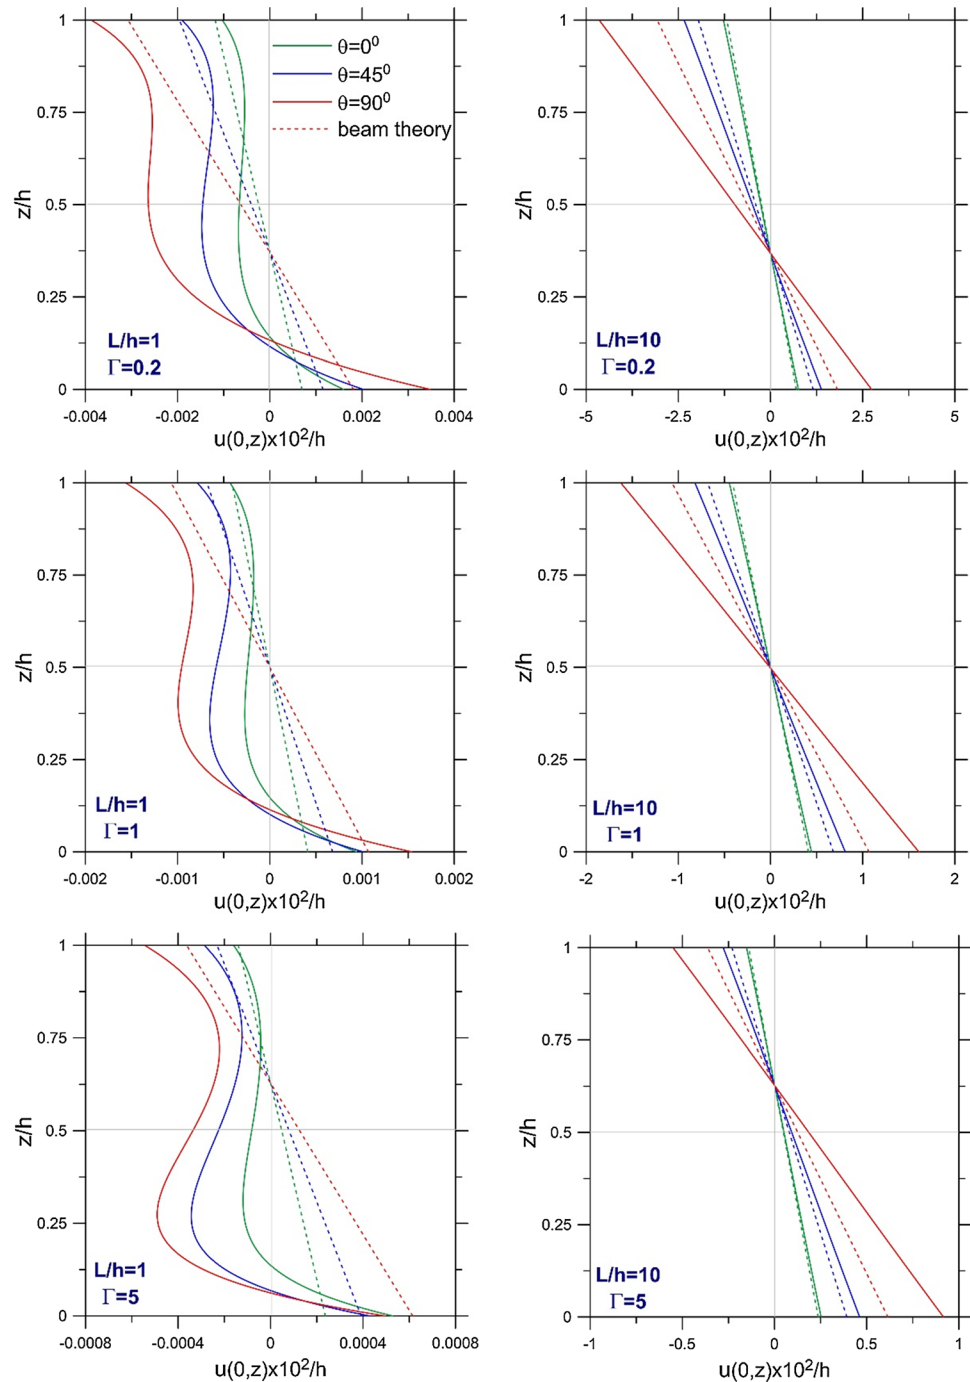 1
0.75
0.5
0.25
0
z/h
θ=0⁰
θ=45⁰
θ=90⁰
beam theory
L/h=1
Γ=0.2
-0.004 -0.002 0 0.002 0.004
u(0,z)x10²/h
1
0.75
0.5
0.25
0
z/h
L/h=10
Γ=0.2
-5 -2.5 0 2.5 5
u(0,z)x10²/h
1
0.75
0.5
0.25
0
z/h
L/h=1
Γ=1
-0.002 -0.001 0 0.001 0.002
u(0,z)x10²/h
1
0.75
0.5
0.25
0
z/h
L/h=10
Γ=1
-2 -1 0 1 2
u(0,z)x10²/h
1
0.75
0.5
0.25
0
z/h
L/h=1
Γ=5
-0.0008 -0.0004 0 0.0004 0.0008
u(0,z)x10²/h
1
0.75
0.5
0.25
0
z/h
L/h=10
Γ=5
-1 -0.5 0 0.5 1
u(0,z)x10²/h